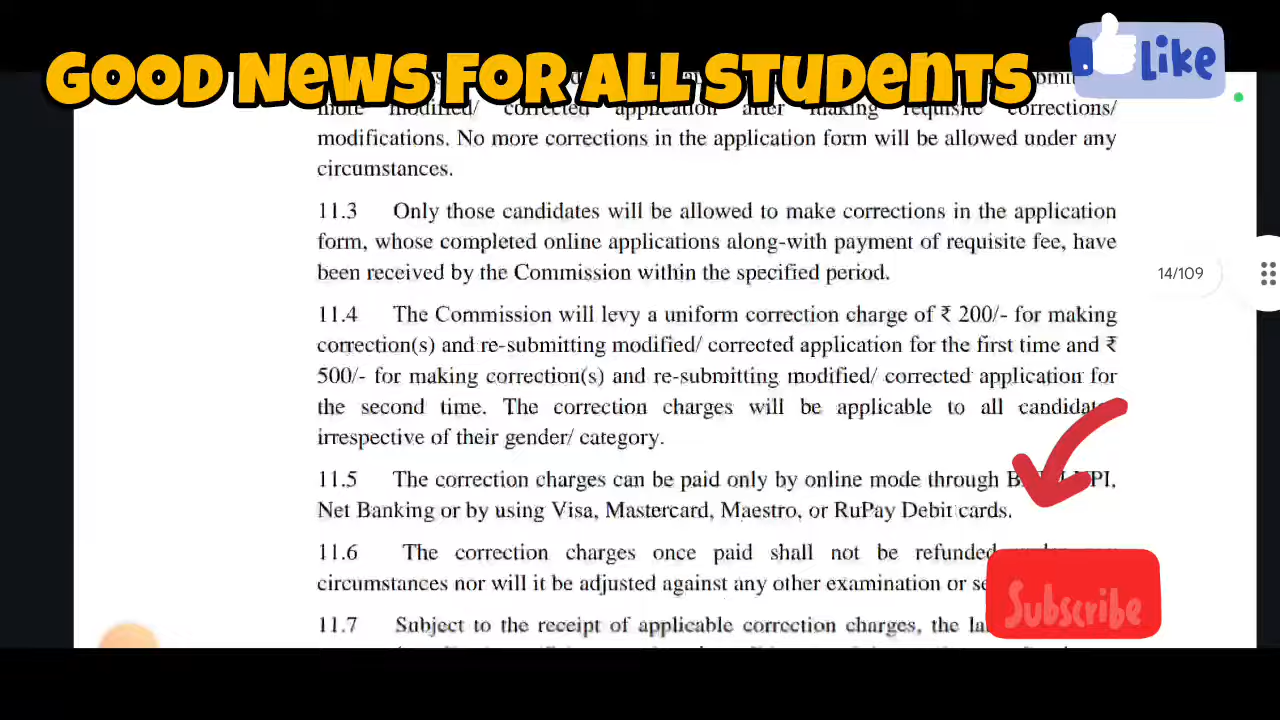 GOOD NEWS FOR ALL STUDENTS
Like
more modified/ corrected application after making requisite corrections/
modifications. No more corrections in the application form will be allowed under any
circumstances.
11.3 Only those candidates will be allowed to make corrections in the application
form, whose completed online applications along-with payment of requisite fee, have
been received by the Commission within the specified period.
14/109
11.4 The Commission will levy a uniform correction charge of ₹ 200/- for making
correction(s) and re-submitting modified/ corrected application for the first time and ₹
500/- for making correction(s) and re-submitting modified/ corrected application for
the second time. The correction charges will be applicable to all
irrespective of their gender/ category.
11.5 The correction charges can be paid only by online mode through
Net Banking or by using Visa, Mastercard, Maestro, or RuPay Debit cards.
11.6 The correction charges once paid shall not be refunded
circumstances nor will it be adjusted against any other examination or
Subscribe
11.7 Subject to the receipt of applicable correction charges, the